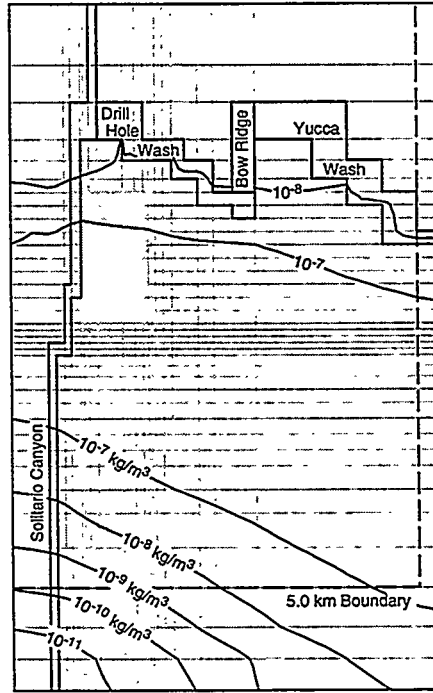 Drill
Hole
Wash
Bow Ridge
Yucca
Wash
10-8
10-7
Solitario Canyon
10-7 kg/m3
10-8 kg/m3
10-9 kg/m3
10-10 kg/m3
10-11
5.0 km Boundary